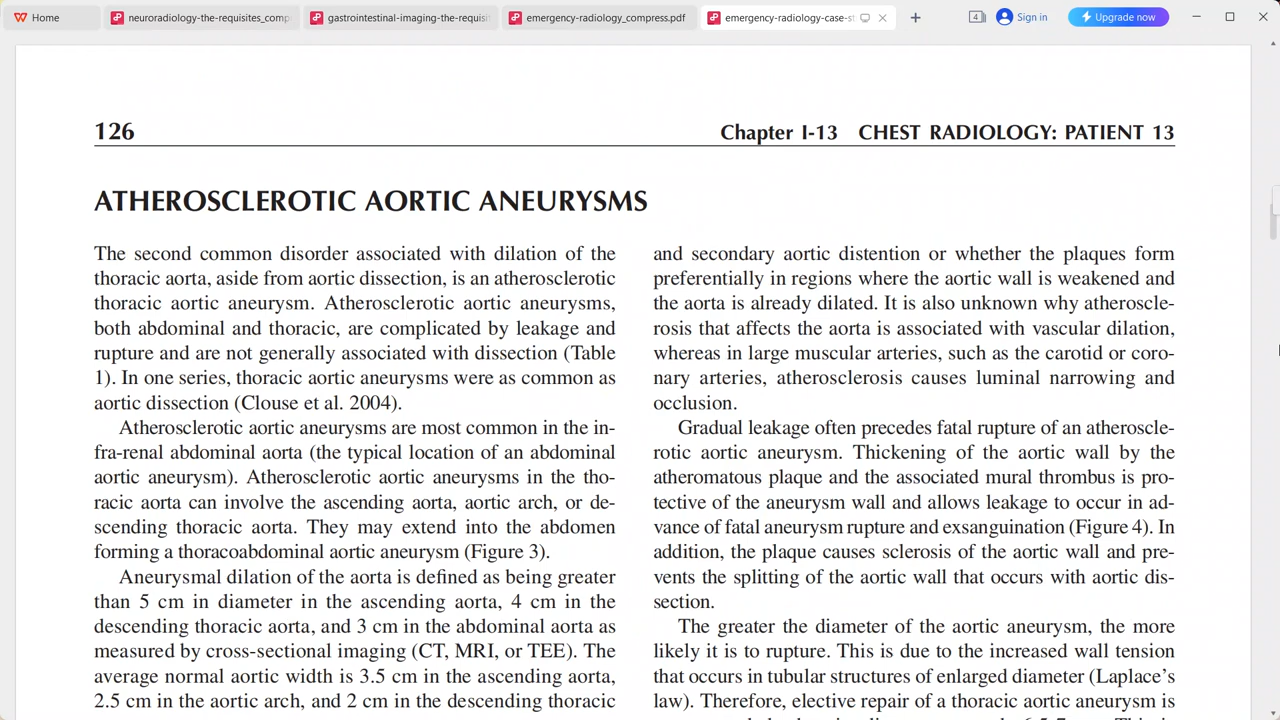 Home
neuroradiology-the-requisites_comp
gastrointestinal-imaging-the-requisit
emergency-radiology_compress.pdf
emergency-radiology-case-st
4
Sign in
Upgrade now
126
Chapter I-13 CHEST RADIOLOGY: PATIENT 13
ATHEROSCLEROTIC AORTIC ANEURYSMS
The second common disorder associated with dilation of the
thoracic aorta, aside from aortic dissection, is an atherosclerotic
thoracic aortic aneurysm. Atherosclerotic aortic aneurysms,
both abdominal and thoracic, are complicated by leakage and
rupture and are not generally associated with dissection (Table
1). In one series, thoracic aortic aneurysms were as common as
aortic dissection (Clouse et al. 2004).
Atherosclerotic aortic aneurysms are most common in the in-
fra-renal abdominal aorta (the typical location of an abdominal
aortic aneurysm). Atherosclerotic aneurysms in the tho-
racic aorta can involve the ascending aorta, aortic arch, or de-
scending thoracic aorta. They may extend into the abdomen
forming a thoracoabdominal aortic aneurysm (Figure 3).
Aneurysmal dilation of the aorta is defined as being greater
than 5 cm in diameter in the ascending aorta, 4 cm in the
descending thoracic aorta, and 3 cm in the abdominal aorta as
measured by cross-sectional imaging (CT, MRI, or TEE). The
average normal aortic width is 3.5 cm in the ascending aorta,
2.5 cm in the aortic arch, and 2 cm in the descending thoracic
and secondary aortic distention or whether the plaques form
preferentially in regions where the aortic wall is weakened and
the aorta is already dilated. It is also unknown why atheroscle-
rosis that affects the aorta is associated with vascular dilation,
whereas in large muscular arteries, such as the carotid or coro-
nary arteries, atherosclerosis causes luminal narrowing and
occlusion.
Gradual leakage often precedes fatal rupture of an atheroscle-
rotic aortic aneurysm. Thickening of the aortic wall by the
atheromatous plaque and the associated mural thrombus is pro-
tective of the aneurysm wall and allows leakage to occur in ad-
vance of fatal aneurysm rupture and exsanguination (Figure 4). In
addition, the plaque causes sclerosis of the aortic wall and pre-
vents the splitting of the aortic wall that occurs with aortic dis-
section.
The greater the diameter of the aortic aneurysm, the more
likely it is to rupture. This is due to the increased wall tension
that occurs in tubular structures of enlarged diameter (Laplace's
law). Therefore, elective repair of a thoracic aortic aneurysm is